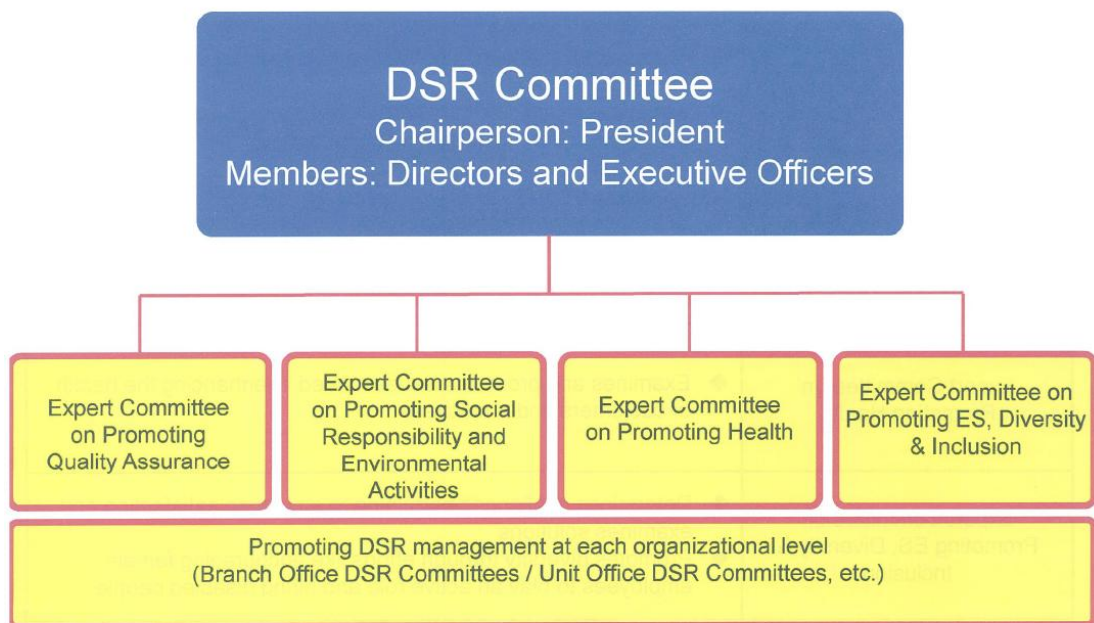 DSR Committee
Chairperson: President
Members: Directors and Executive Officers
Expert Committee
on Promoting
Quality Assurance
Expert Committee
on Promoting Social
Responsibility and
Environmental
Activities
Expert Committee
on Promoting Health
Expert Committee on
Promoting ES, Diversity
& Inclusion
Promoting DSR management at each organizational level
(Branch Office DSR Committees / Unit Office DSR Committees, etc.)